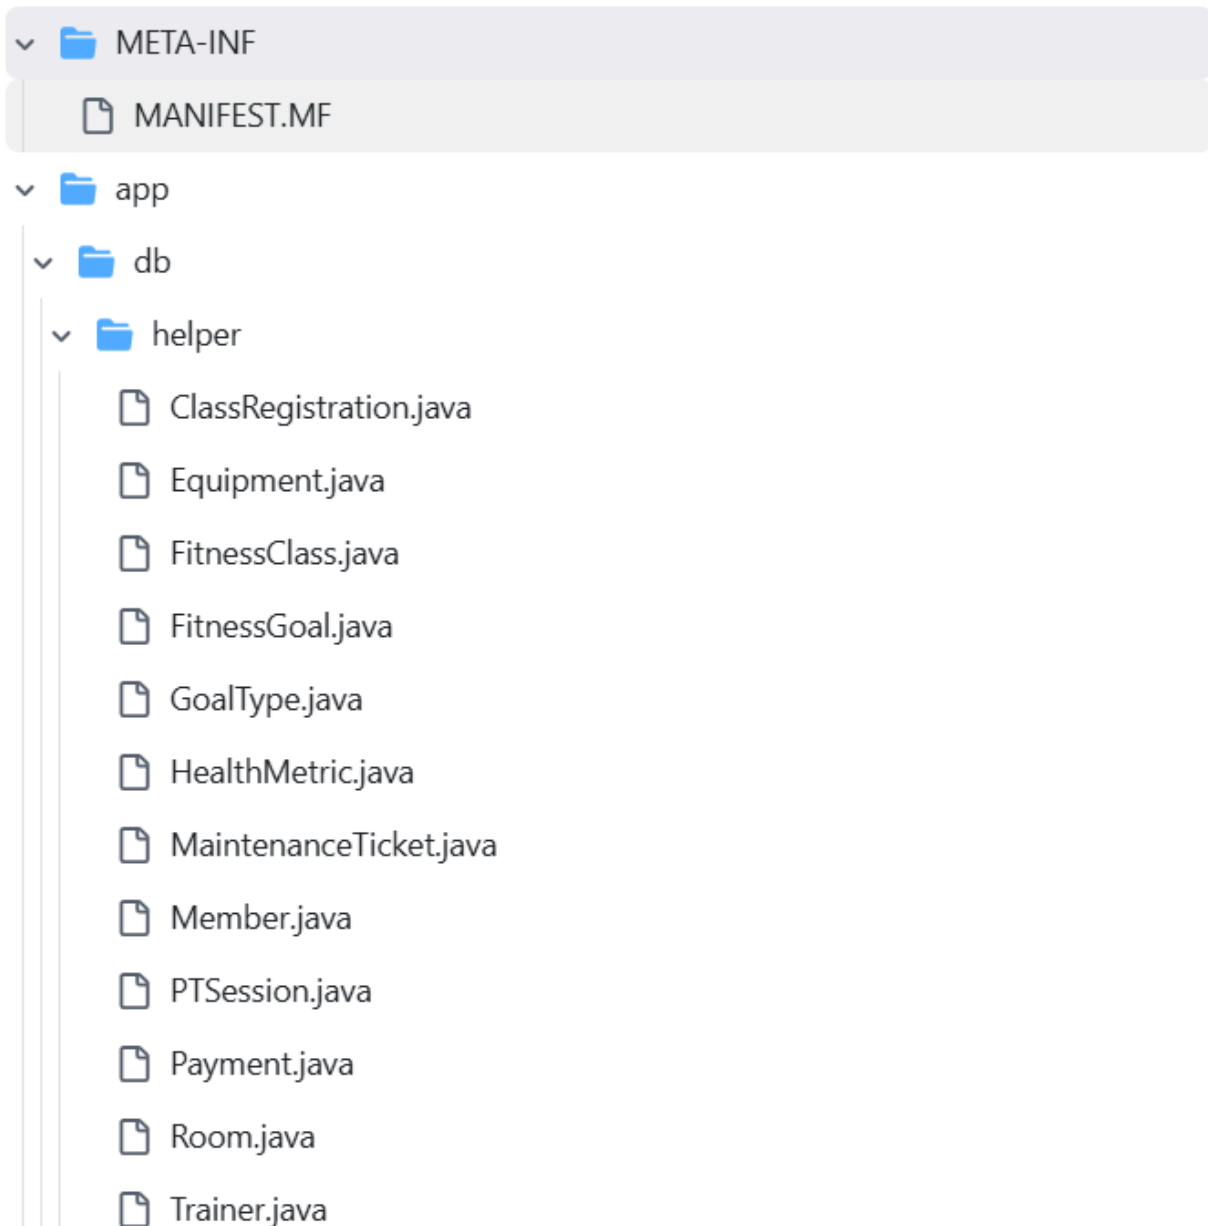 META-INF
MANIFEST.MF
app
db
helper
ClassRegistration.java
Equipment.java
FitnessClass.java
FitnessGoal.java
GoalType.java
HealthMetric.java
MaintenanceTicket.java
Member.java
PTSession.java
Payment.java
Room.java
Trainer.java